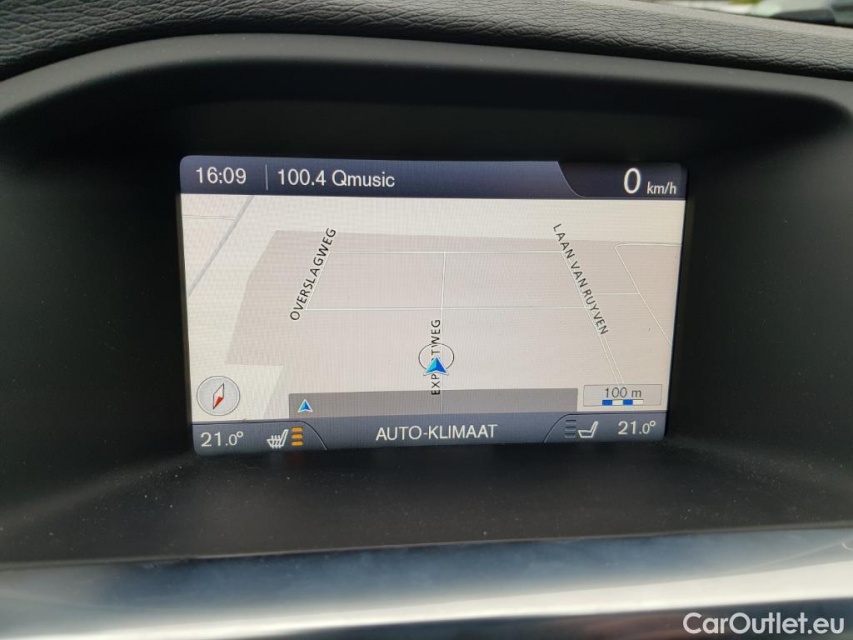 16:09 100.4 Qmusic 0 km/h
OVERSLAGWEG
LAAN VAN RUYVEN
100 m
21.0° AUTO-KLIMAAT 21.0°
CarOutlet.eu